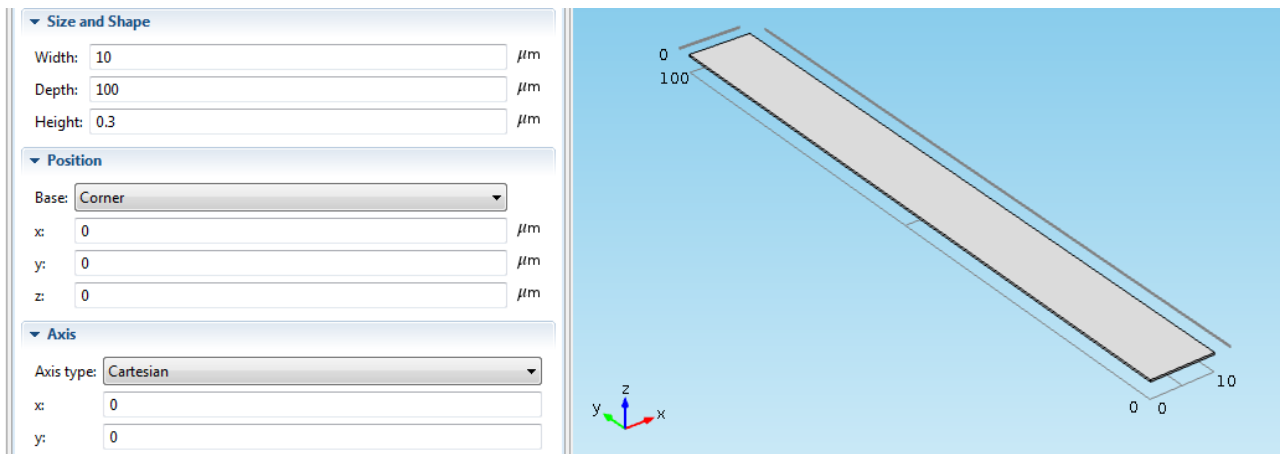 Size and Shape
Width: 10 μm
Depth: 100 μm
Height: 0.3 μm
Position
Base: Corner
x: 0 μm
y: 0 μm
z: 0 μm
Axis
Axis type: Cartesian
x: 0
y: 0
0
100
10
0 0
z
y x